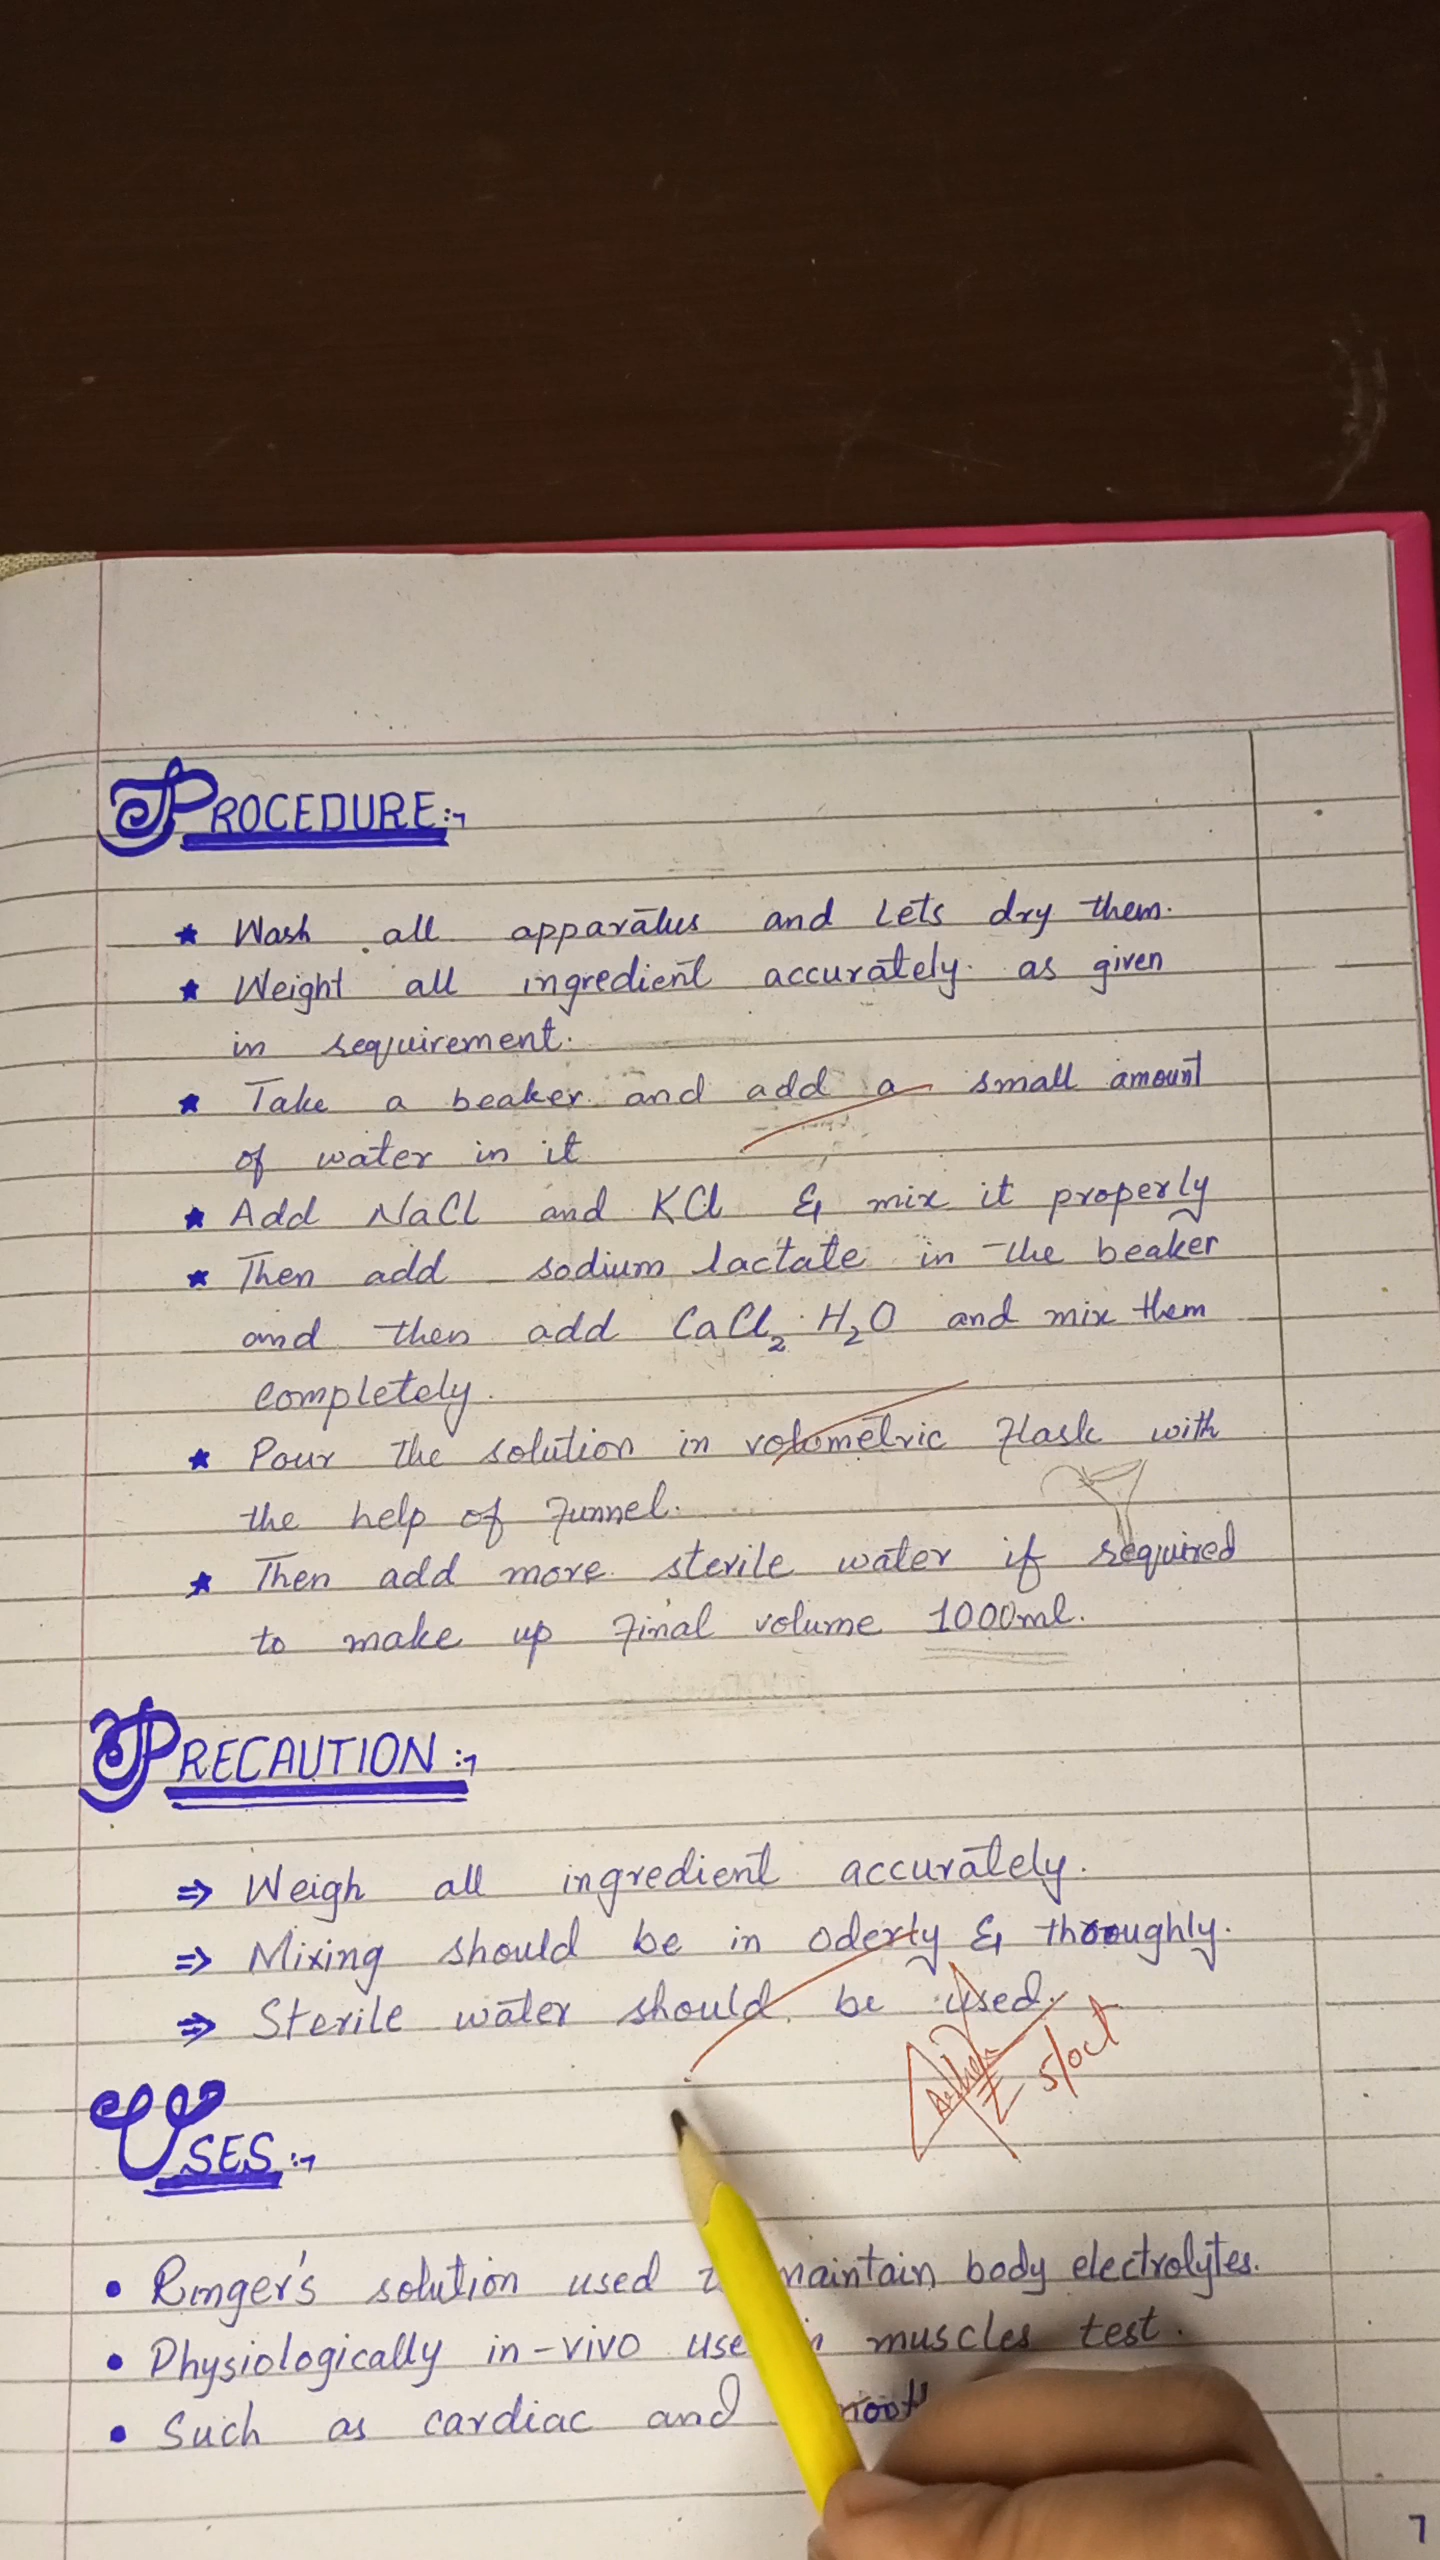 PROCEDURE:-
★ Wash all apparatus and Lets dry them.
★ Weight all ingredient accurately. as given
in requirement.
★ Take a beaker and add a small amount
of water in it
★ Add NaCl and KCl & mix it properly
★ Then add sodium lactate in the beaker
and then add CaCl₂·H₂O and mix them
completely.
★ Pour the solution in volumetric Flask with
the help of Funnel.
★ Then add more sterile water if required
to make up Final volume 1000ml.
PRECAUTION:-
⇒ Weigh all ingredient accurately.
⇒ Mixing should be in oderty & thoroughly.
⇒ Sterile water should be used.
5/oct
USES:-
• Ringer's solution used maintain body electrolytes.
• Physiologically in-vivo use muscles test.
• Such as cardiac and
7